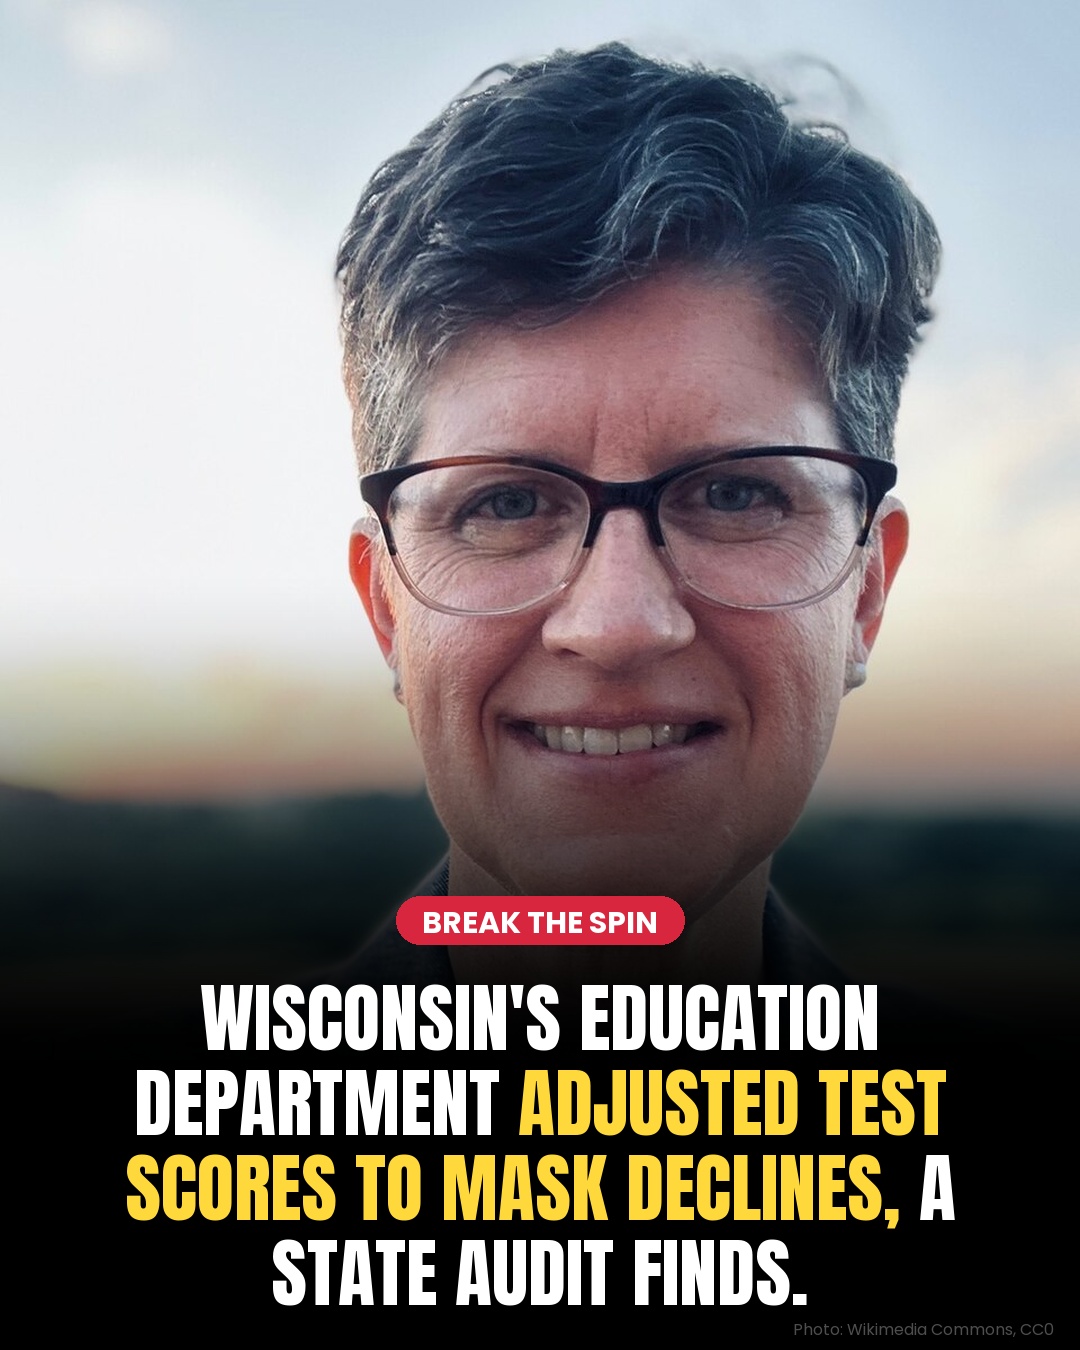 BREAK THE SPIN
WISCONSIN'S EDUCATION
DEPARTMENT ADJUSTED TEST
SCORES TO MASK DECLINES, A
STATE AUDIT FINDS.
Photo: Wikimedia Commons, CC0